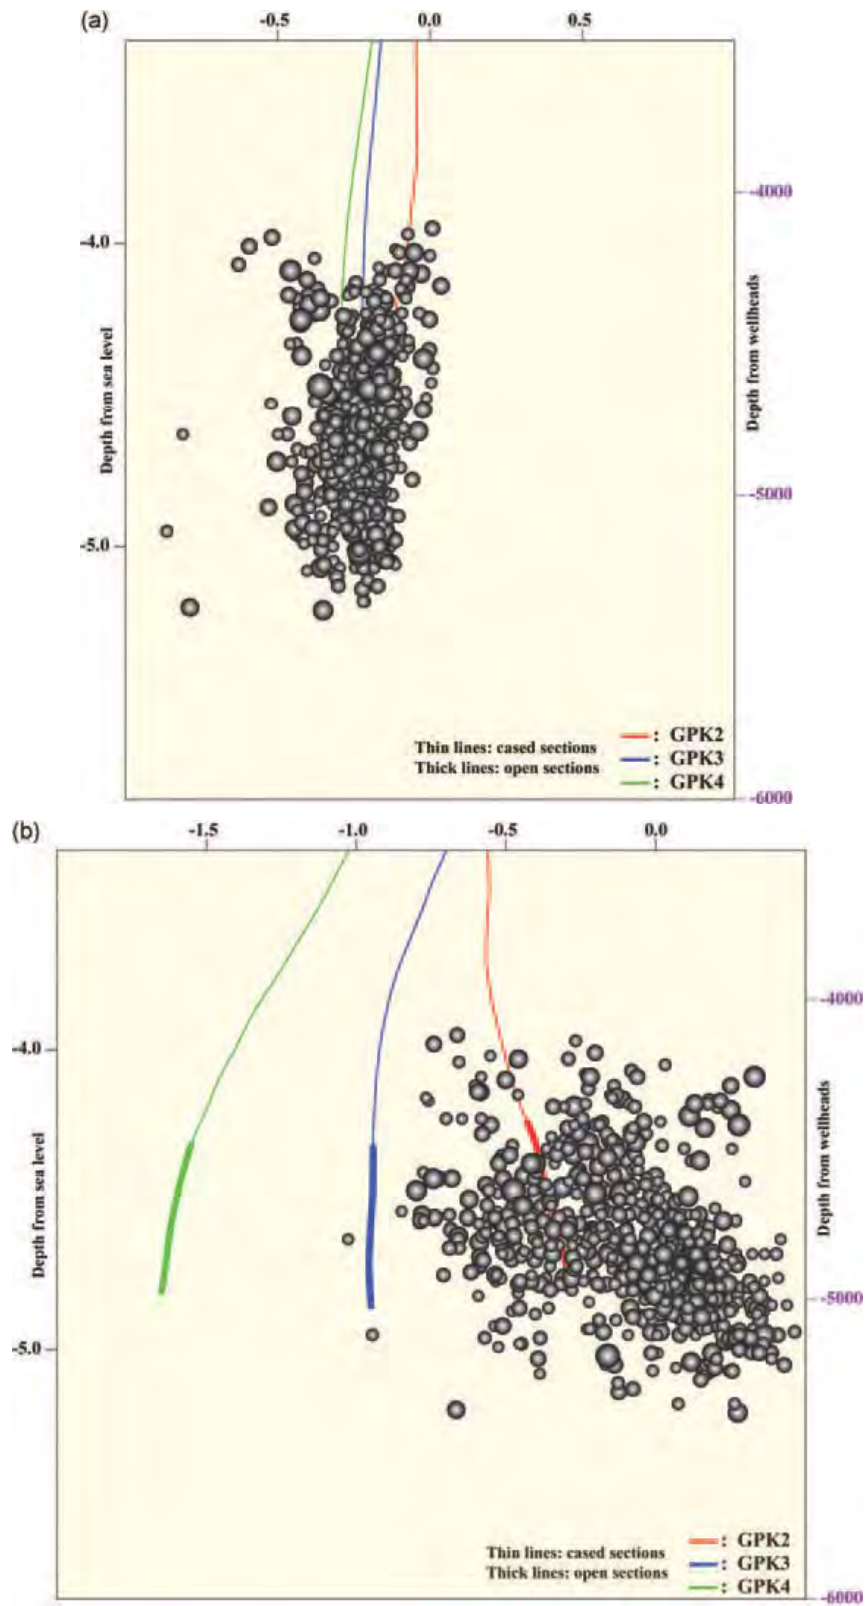 (a)
-0.5 0.0 0.5
-4000
-4.0
Depth from sea level
Depth from wellheads
-5000
-5.0
: GPK2
Thin lines: cased sections
: GPK3
Thick lines: open sections
: GPK4
-6000
(b)
-1.5 -1.0 -0.5 0.0
-4000
-4.0
Depth from sea level
Depth from wellheads
-5000
-5.0
: GPK2
Thin lines: cased sections
: GPK3
Thick lines: open sections
: GPK4
-6000